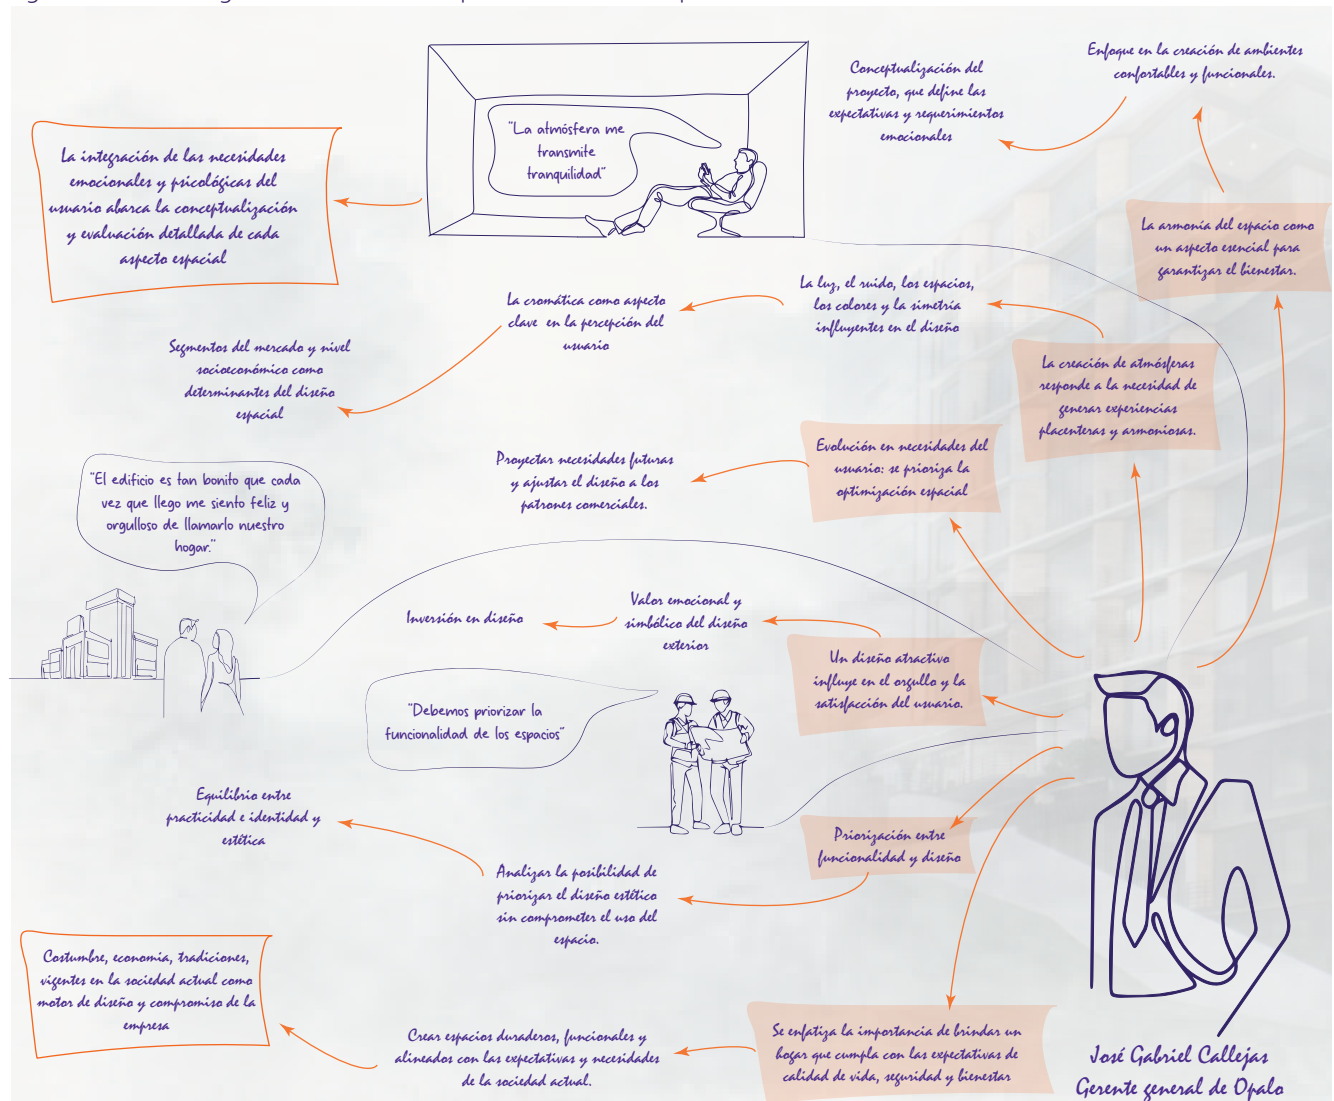 Conceptualización del
proyecto, que define las
expectativas y requerimientos
emocionales
Enfoque en la creación de ambientes
confortables y funcionales.
"La atmósfera me
transmite
tranquilidad"
La integración de las necesidades
emocionales y psicológicas del
usuario abarca la conceptualización
y evaluación detallada de cada
aspecto espacial
La armonía del espacio como
un aspecto esencial para
garantizar el bienestar.
La luz, el ruido, los espacios,
los colores y la simetría
influyentes en el diseño
La cromática como aspecto
clave en la percepción del
usuario
Segmentos del mercado y nivel
socioeconómico como
determinantes del diseño
espacial
La creación de atmósferas
responde a la necesidad de
generar experiencias
placenteras y armoniosas.
Evolución en necesidades del
usuario: se prioriza la
optimización espacial
Proyectar necesidades futuras
y ajustar el diseño a los
patrones comerciales.
"El edificio es tan bonito que cada
vez que llego me siento feliz y
orgulloso de llamarlo nuestro
hogar."
Valor emocional y
simbólico del diseño
exterior
Inversión en diseño
Un diseño atractivo
influye en el orgullo y la
satisfacción del usuario.
"Debemos priorizar la
funcionalidad de los espacios"
Priorización entre
funcionalidad y diseño
Equilibrio entre
practicidad e identidad y
estética
Analizar la posibilidad de
priorizar el diseño estético
sin comprometer el uso del
espacio.
Costumbre, economía, tradiciones,
vigentes en la sociedad actual como
motor de diseño y compromiso de la
empresa
Crear espacios duraderos, funcionales y
alineados con las expectativas y necesidades
de la sociedad actual.
Se enfatiza la importancia de brindar un
hogar que cumpla con las expectativas de
calidad de vida, seguridad y bienestar
José Gabriel Callejas
Gerente general de Opalo